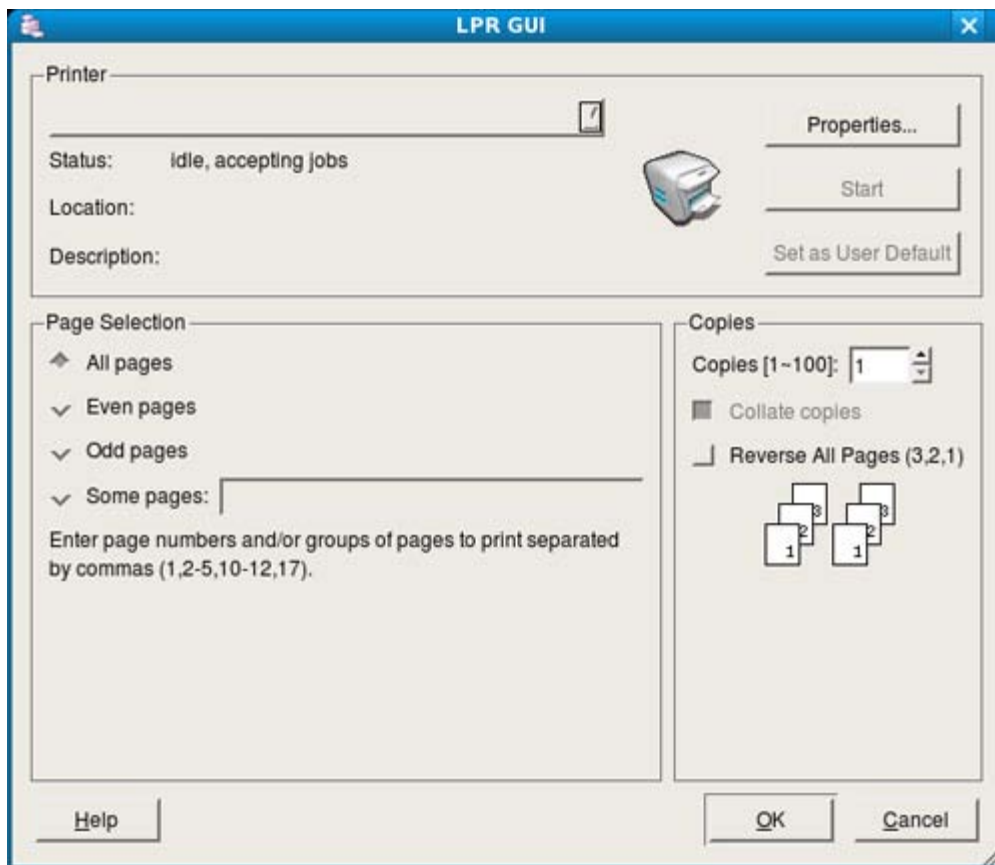 LPR GUI
Printer
Properties...
Status: idle, accepting jobs
Start
Location:
Set as User Default
Description:
Page Selection
All pages
Even pages
Odd pages
Some pages:
Enter page numbers and/or groups of pages to print separated
by commas (1,2-5,10-12,17).
Copies
Copies [1~100]: 1
Collate copies
Reverse All Pages (3,2,1)
3 3
2 2
1 1
Help
OK
Cancel